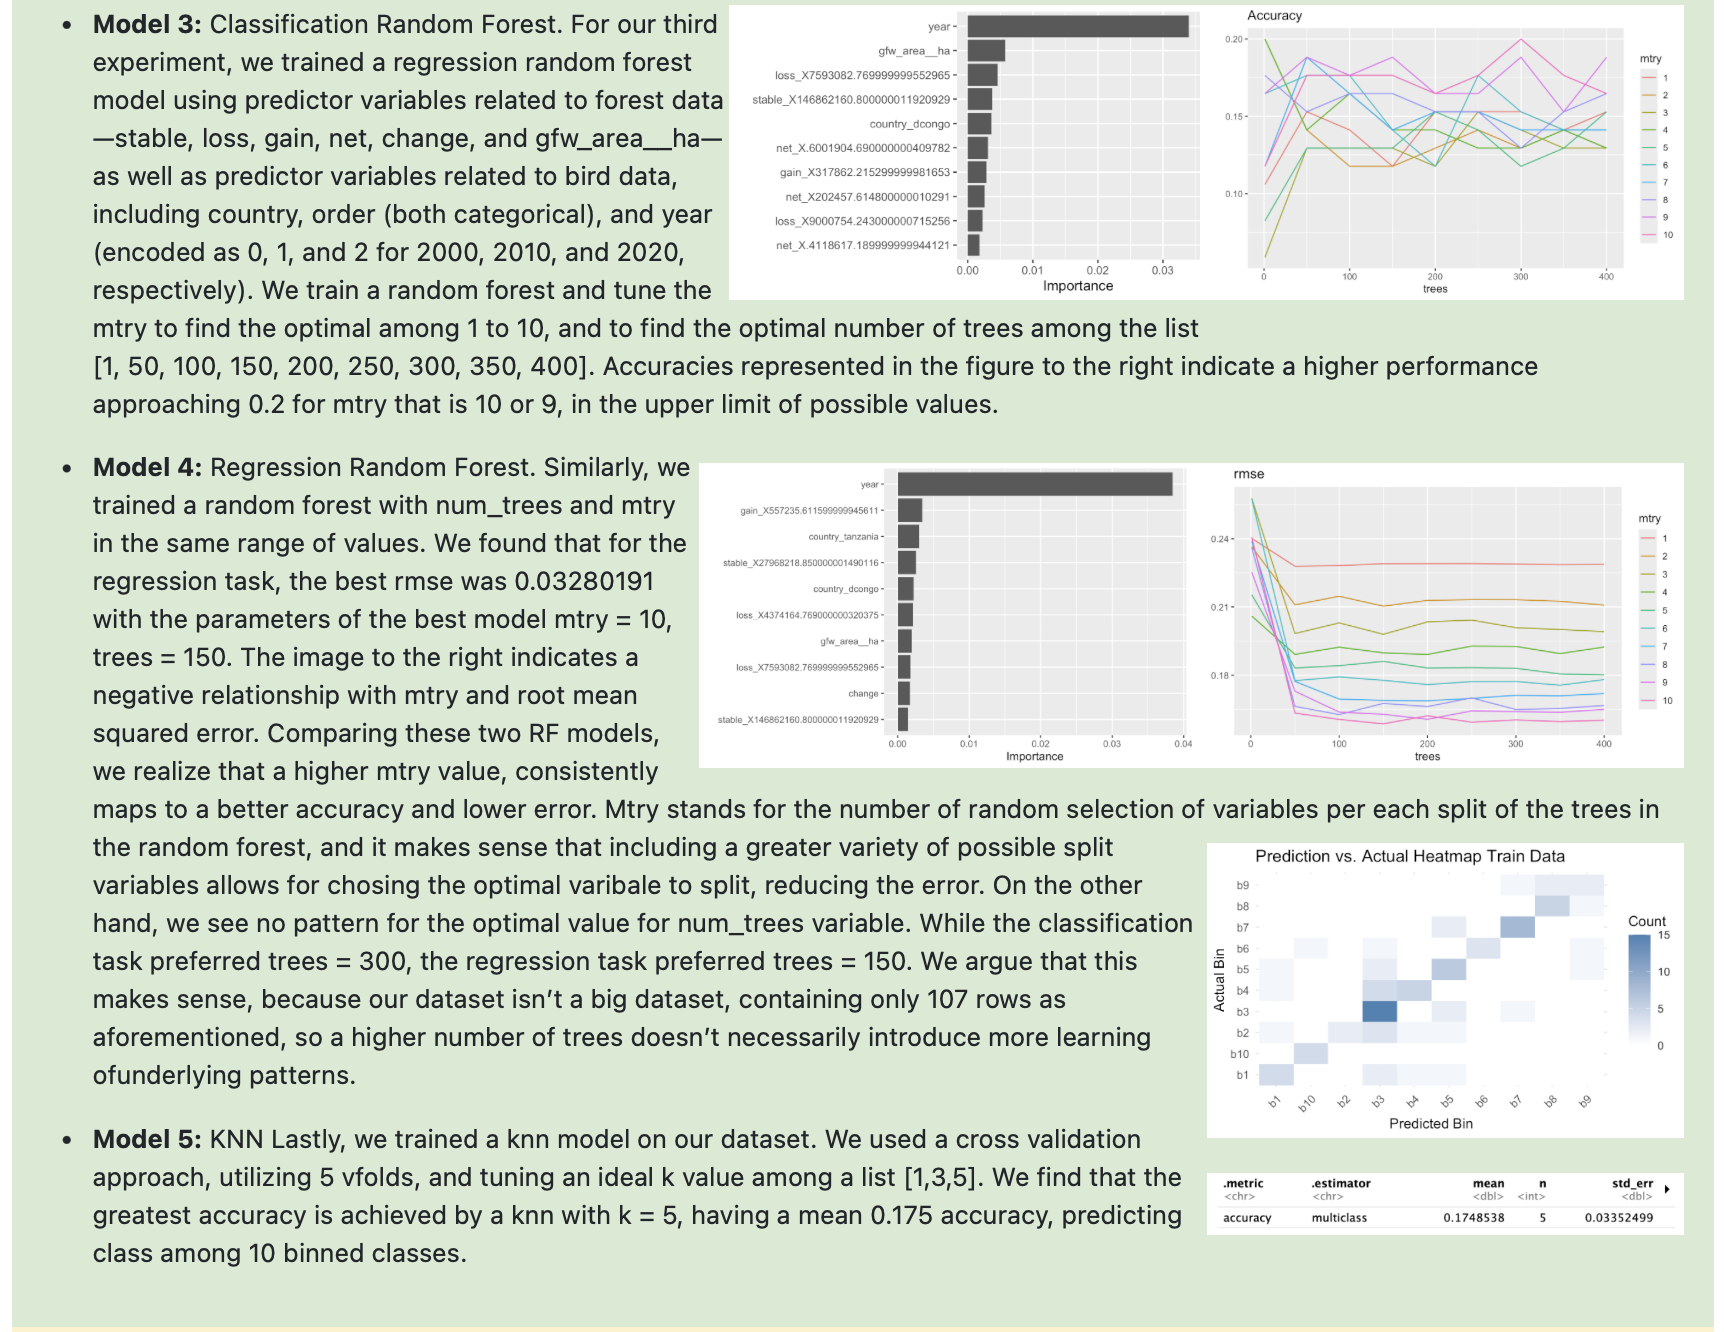 Model 3: Classification Random Forest. For our third
experiment, we trained a regression random forest
model using predictor variables related to forest data
—stable, loss, gain, net, change, and gfw_area__ha—
as well as predictor variables related to bird data,
including country, order (both categorical), and year
(encoded as 0, 1, and 2 for 2000, 2010, and 2020,
respectively). We train a random forest and tune the
mtry to find the optimal among 1 to 10, and to find the optimal number of trees among the list
[1, 50, 100, 150, 200, 250, 300, 350, 400]. Accuracies represented in the figure to the right indicate a higher performance
approaching 0.2 for mtry that is 10 or 9, in the upper limit of possible values.
year
gfw_area__ha
loss_X7593082.769999999552965
stable_X146862160.800000011920929
country_dcongo
net_X.6001904.690000000409782
gain_X317862.215299999981653
net_X202457.614800000010291
loss_X9000754.243000000715256
net_X.4118617.189999999944121
0.00 0.01 0.02 0.03
Importance
Accuracy
0.20
0.15
0.10
0 100 200 300 400
trees
mtry
1
2
3
4
5
6
7
8
9
10
Model 4: Regression Random Forest. Similarly, we
trained a random forest with num_trees and mtry
in the same range of values. We found that for the
regression task, the best rmse was 0.03280191
with the parameters of the best model mtry = 10,
trees = 150. The image to the right indicates a
negative relationship with mtry and root mean
squared error. Comparing these two RF models,
we realize that a higher mtry value, consistently
maps to a better accuracy and lower error. Mtry stands for the number of random selection of variables per each split of the trees in
the random forest, and it makes sense that including a greater variety of possible split
variables allows for chosing the optimal varibale to split, reducing the error. On the other
hand, we see no pattern for the optimal value for num_trees variable. While the classification
task preferred trees = 300, the regression task preferred trees = 150. We argue that this
makes sense, because our dataset isn't a big dataset, containing only 107 rows as
aforementioned, so a higher number of trees doesn't necessarily introduce more learning
ofunderlying patterns.
year
gain_X557235.611599999945611
country_tanzania
stable_X27968218.850000001490116
country_dcongo
loss_X4374164.769000000320375
gfw_area__ha
loss_X7593082.769999999552965
change
stable_X146862160.800000011920929
0.00 0.01 0.02 0.03 0.04
Importance
rmse
0.24
0.21
0.18
0 100 200 300 400
trees
mtry
1
2
3
4
5
6
7
8
9
10
Prediction vs. Actual Heatmap Train Data
Actual Bin
b9
b8
b7
b6
b5
b4
b3
b2
b10
b1
b1 b10 b2 b3 b4 b5 b6 b7 b8 b9
Predicted Bin
Count
15
10
5
0
Model 5: KNN Lastly, we trained a knn model on our dataset. We used a cross validation
approach, utilizing 5 vfolds, and tuning an ideal k value among a list [1,3,5]. We find that the
greatest accuracy is achieved by a knn with k = 5, having a mean 0.175 accuracy, predicting
class among 10 binned classes.
.metric .estimator mean n std_err
<chr> <chr> <dbl> <int> <dbl>
accuracy multiclass 0.1748538 5 0.03352499